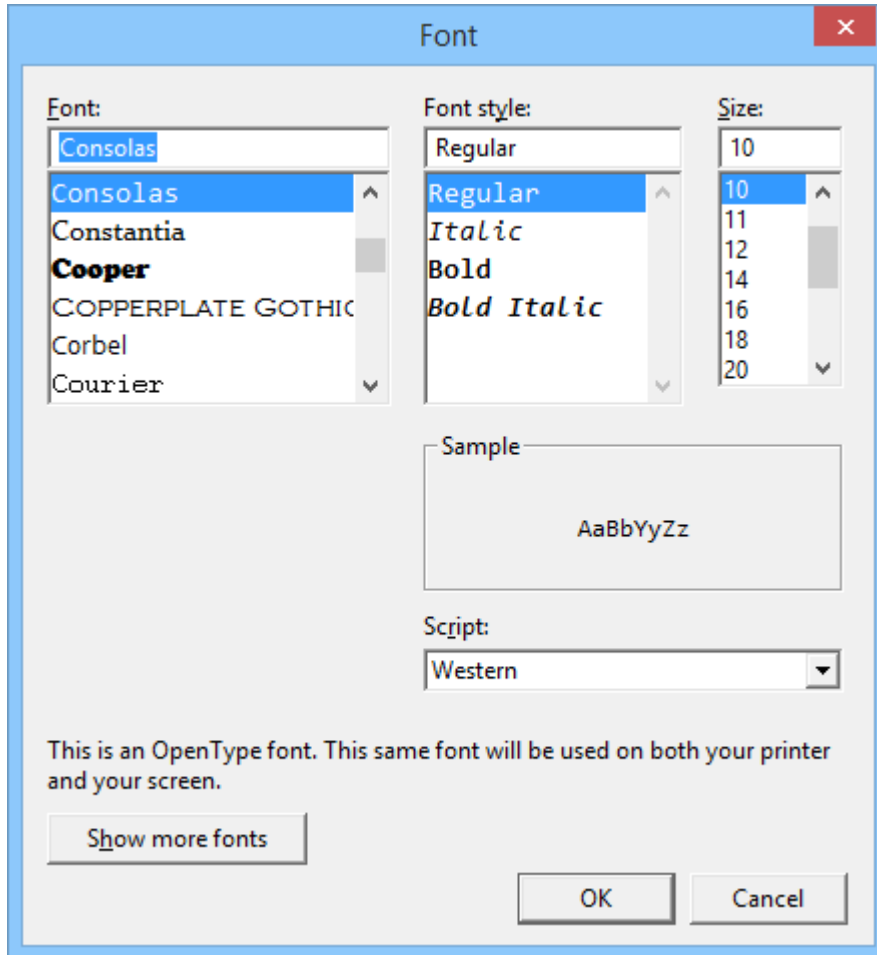 Font
Font:
Consolas
Consolas
Constantia
Cooper
COPPERPLATE GOTHIC
Corbel
Courier
Font style:
Regular
Regular
Italic
Bold
Bold Italic
Size:
10
10
11
12
14
16
18
20
Sample
AaBbYyZz
Script:
Western
This is an OpenType font. This same font will be used on both your printer
and your screen.
Show more fonts
OK
Cancel